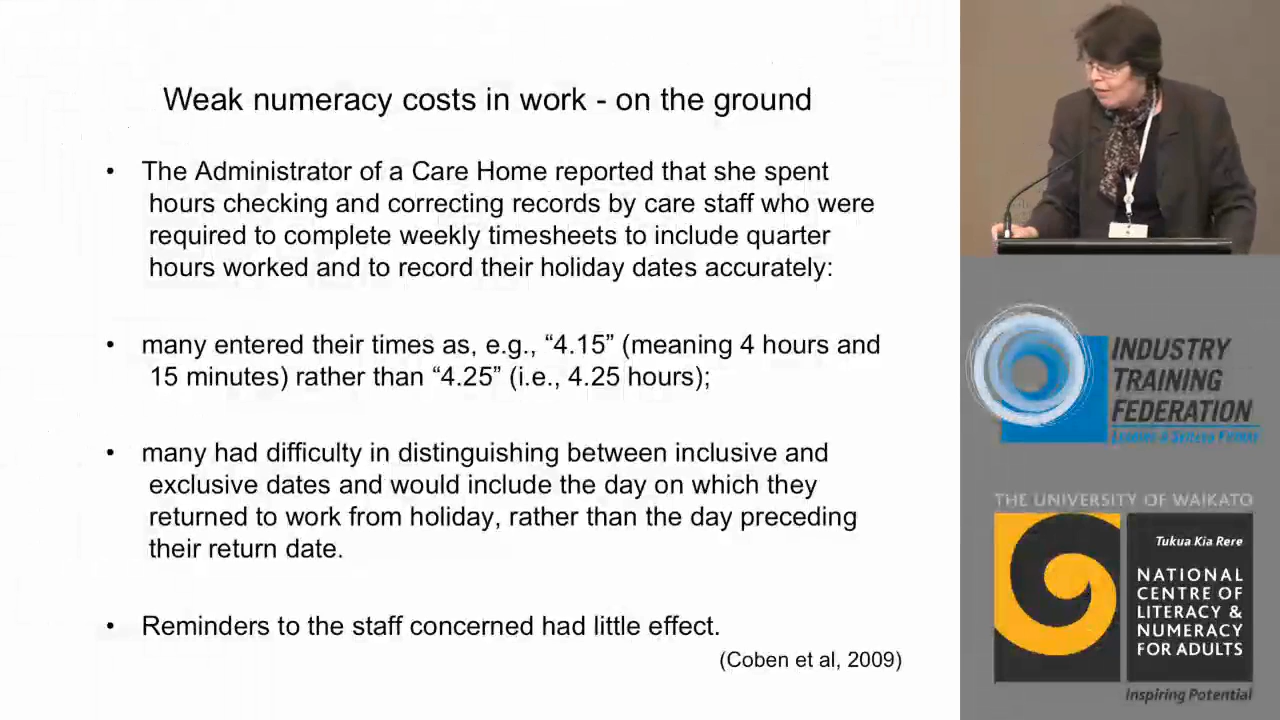 Weak numeracy costs in work - on the ground
• The Administrator of a Care Home reported that she spent
hours checking and correcting records by care staff who were
required to complete weekly timesheets to include quarter
hours worked and to record their holiday dates accurately:
• many entered their times as, e.g., “4.15” (meaning 4 hours and
15 minutes) rather than “4.25” (i.e., 4.25 hours);
• many had difficulty in distinguishing between inclusive and
exclusive dates and would include the day on which they
returned to work from holiday, rather than the day preceding
their return date.
• Reminders to the staff concerned had little effect.
(Coben et al, 2009)
INDUSTRY
TRAINING
FEDERATION
THE UNIVERSITY OF WAIKATO
Tukua Kia Rere
NATIONAL
CENTRE OF
LITERACY &
NUMERACY
FOR ADULTS
Inspiring Potential